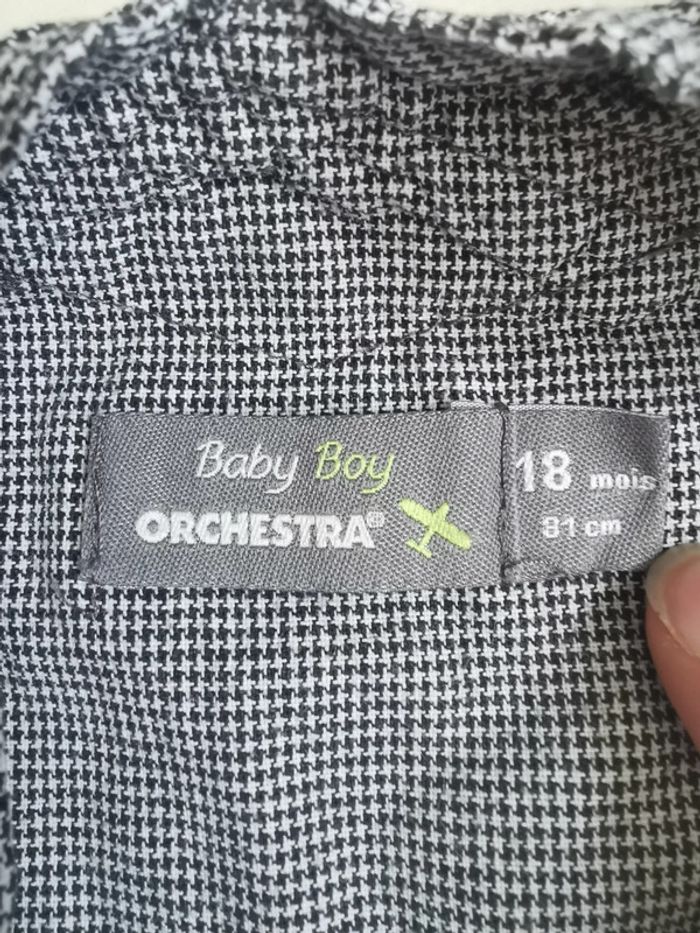 Baby Boy
ORCHESTRA®
18 mois
81 cm